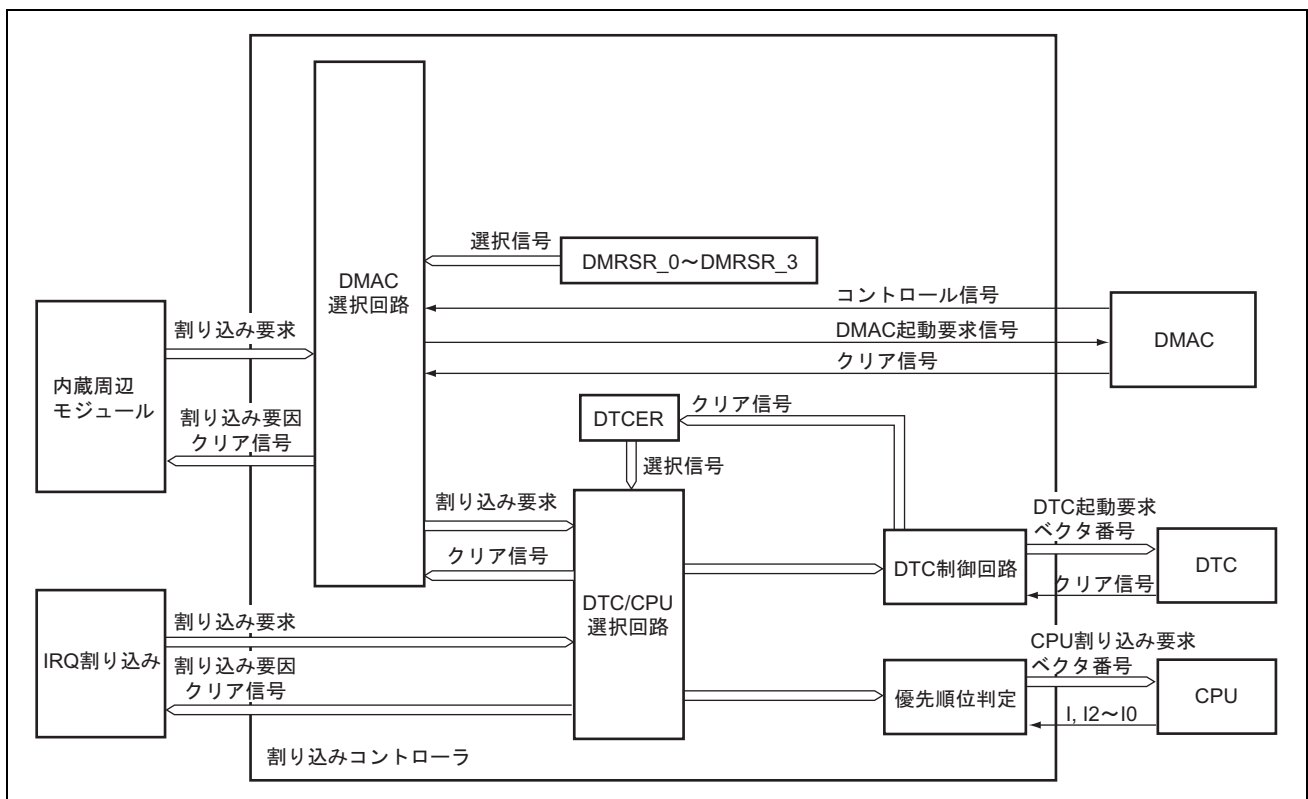 選択信号
DMRSR_0～DMRSR_3
DMAC
選択回路
コントロール信号
DMAC起動要求信号
クリア信号
DMAC
割り込み要求
内蔵周辺
モジュール
割り込み要因
クリア信号
DTCER
クリア信号
選択信号
割り込み要求
クリア信号
DTC/CPU
選択回路
DTC制御回路
DTC起動要求
ベクタ番号
クリア信号
DTC
IRQ割り込み
割り込み要求
割り込み要因
クリア信号
優先順位判定
CPU割り込み要求
ベクタ番号
I, I2～I0
CPU
割り込みコントローラ